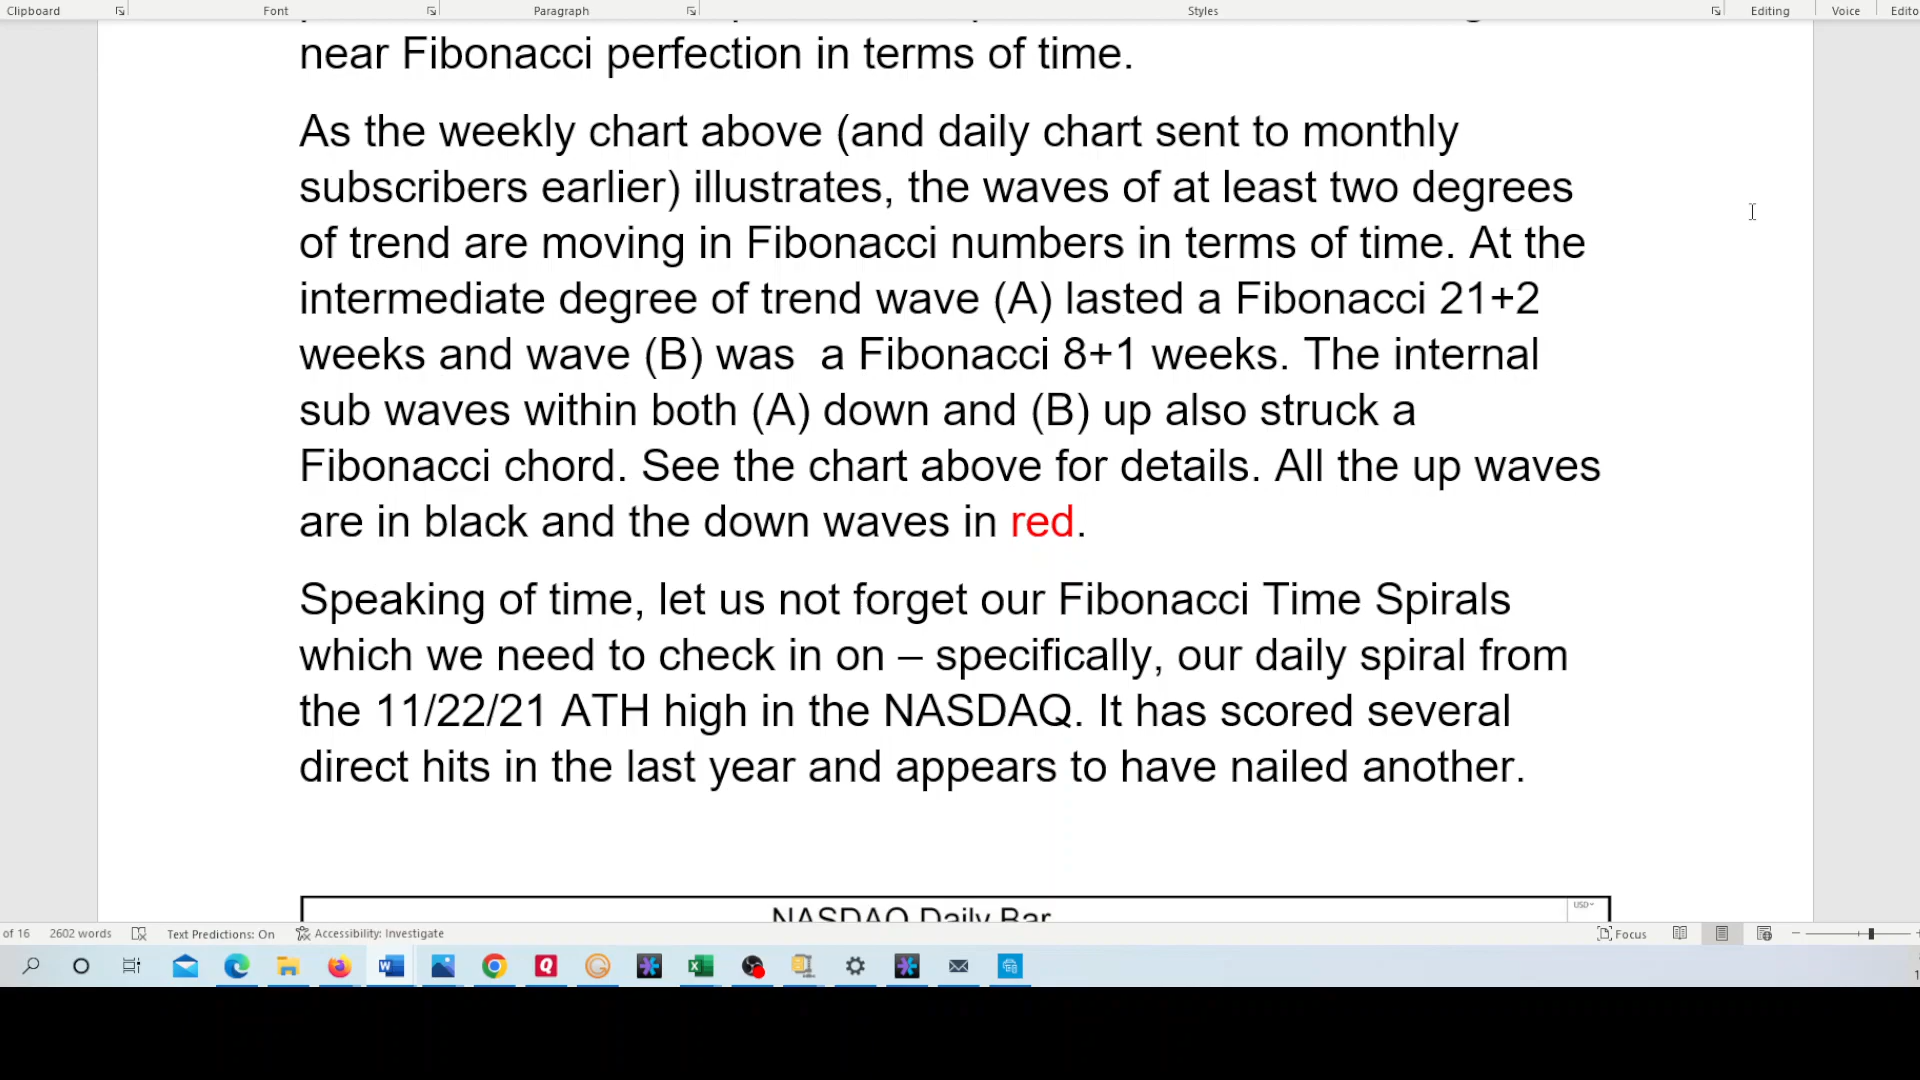 Clipboard
Font
Paragraph
Styles
Editing
Voice
near Fibonacci perfection in terms of time.
As the weekly chart above (and daily chart sent to monthly
subscribers earlier) illustrates, the waves of at least two degrees
of trend are moving in Fibonacci numbers in terms of time. At the
intermediate degree of trend wave (A) lasted a Fibonacci 21+2
weeks and wave (B) was  a Fibonacci 8+1 weeks. The internal
sub waves within both (A) down and (B) up also struck a
Fibonacci chord. See the chart above for details. All the up waves
are in black and the down waves in red.
Speaking of time, let us not forget our Fibonacci Time Spirals
which we need to check in on – specifically, our daily spiral from
the 11/22/21 ATH high in the NASDAQ. It has scored several
direct hits in the last year and appears to have nailed another.
NASDAQ Daily Bar
USD
of 16
2602 words
Text Predictions: On
Accessibility: Investigate
Focus